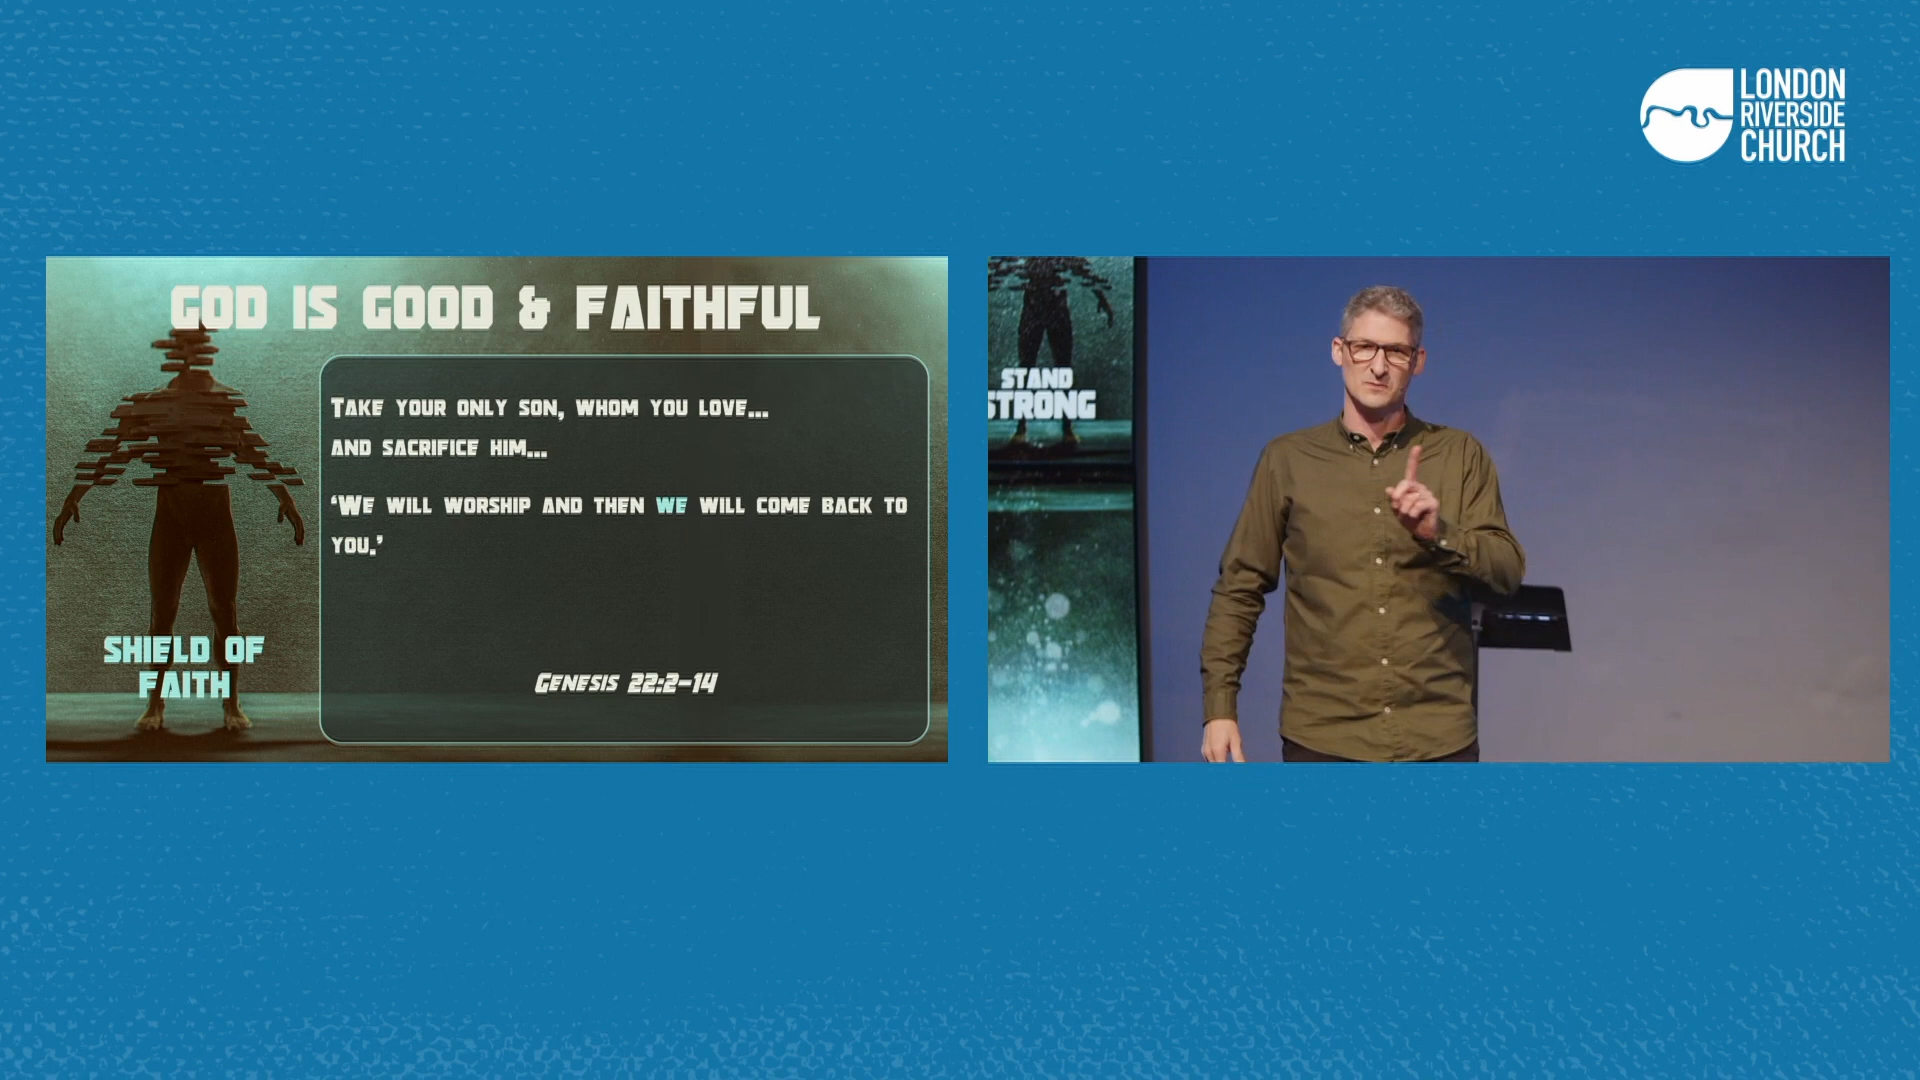 LONDON
RIVERSIDE
CHURCH
GOD IS GOOD & FAITHFUL
TAKE YOUR ONLY SON, WHOM YOU LOVE...
AND SACRIFICE HIM...
‘WE WILL WORSHIP AND THEN WE WILL COME BACK TO
YOU.’
GENESIS 22:2-14
SHIELD OF
FAITH
STAND
STRONG